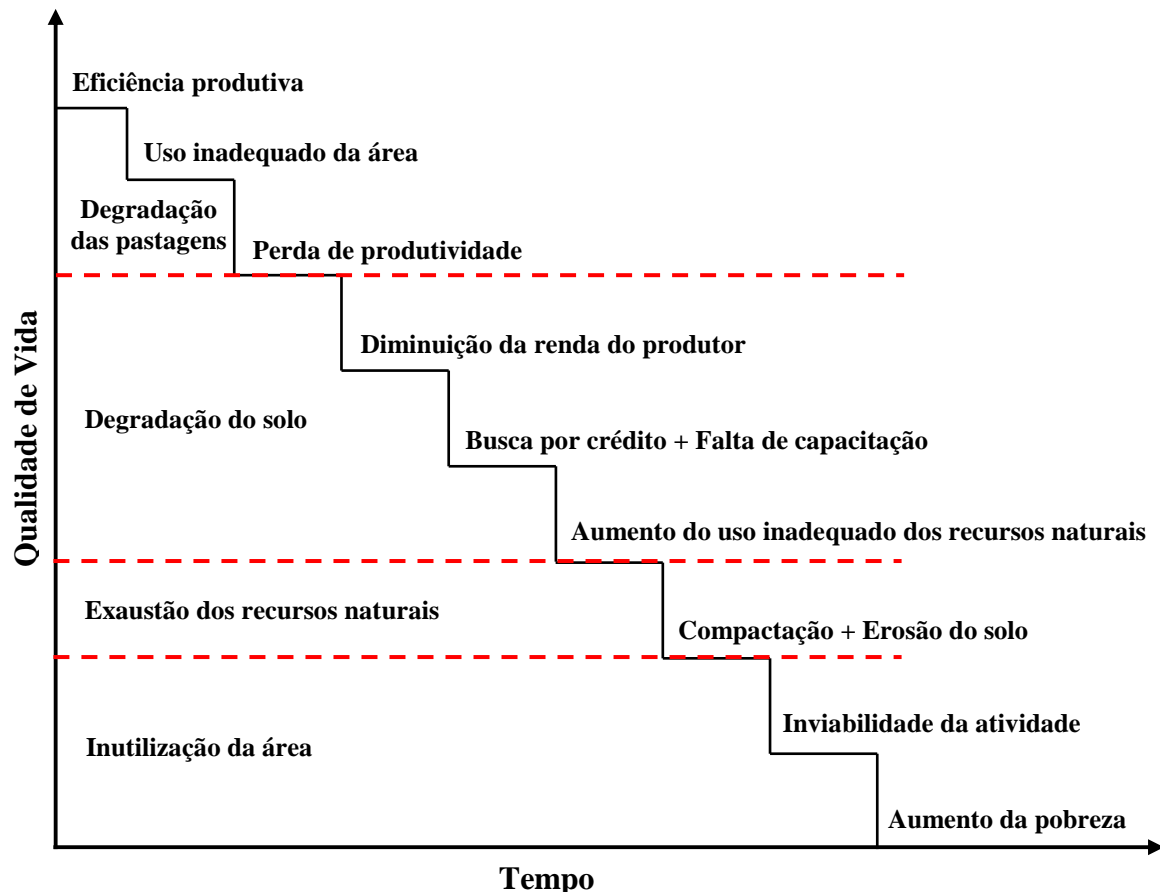 Eficiência produtiva
Uso inadequado da área
Degradação
das pastagens
Perda de produtividade
Diminuição da renda do produtor
Degradação do solo
Busca por crédito + Falta de capacitação
Aumento do uso inadequado dos recursos naturais
Exaustão dos recursos naturais
Compactação + Erosão do solo
Inviabilidade da atividade
Inutilização da área
Aumento da pobreza
Qualidade de Vida
Tempo